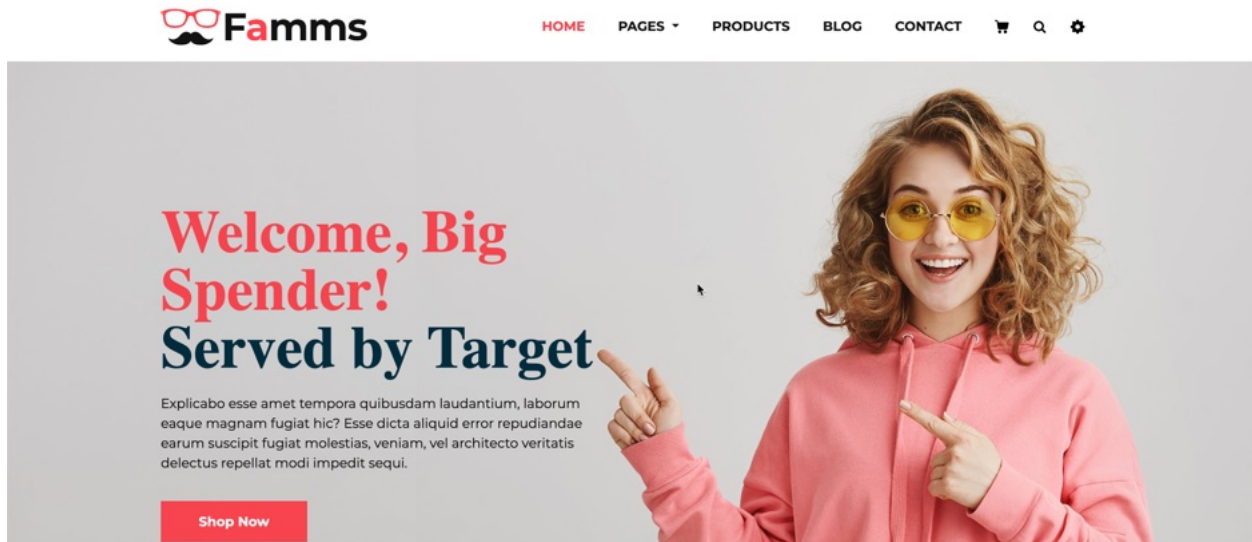 Famms
HOME PAGES PRODUCTS BLOG CONTACT
Welcome, Big
Spender!
Served by Target
Explicabo esse amet tempora quibusdam laudantium, laborum
eaque magnam fugiat hic? Esse dicta aliquid error repudiandae
earum suscipit fugiat molestias, veniam, vel architecto veritatis
delectus repellat modi impedit sequi.
Shop Now